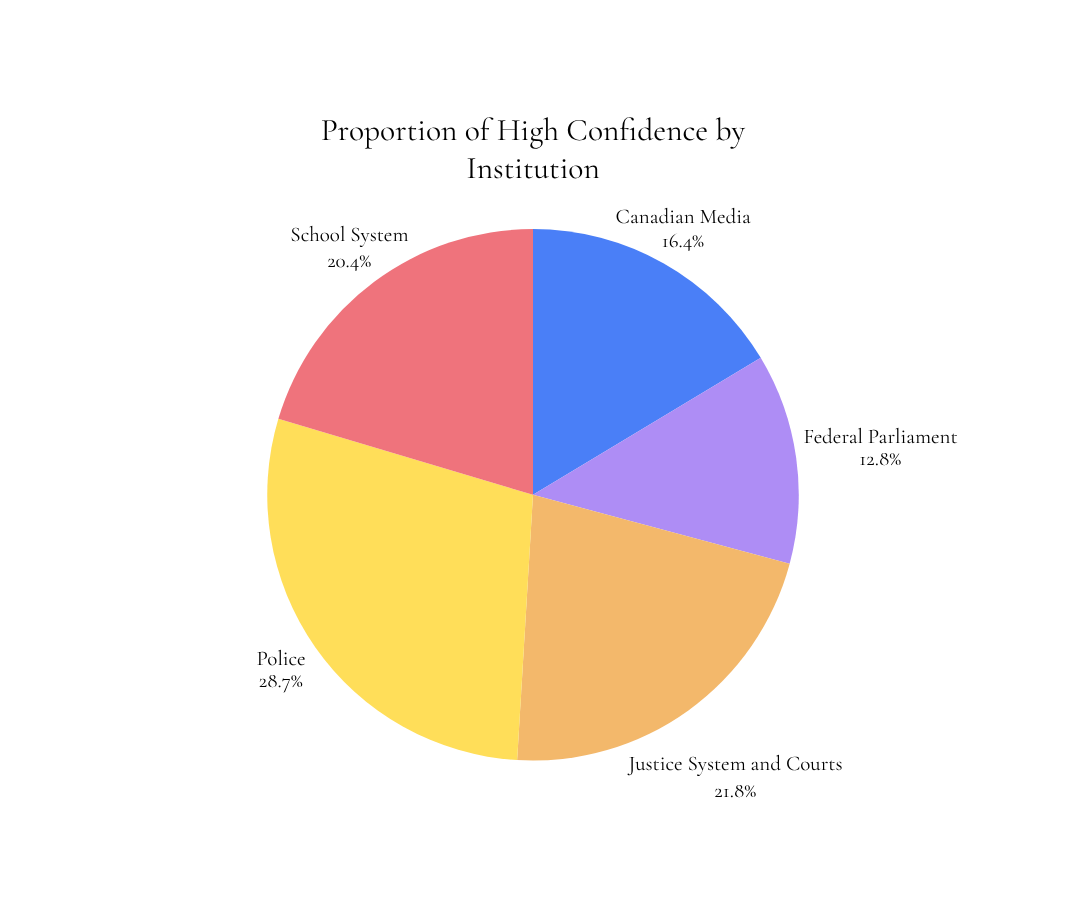 Proportion of High Confidence by
Institution
Canadian Media
16.4%
School System
20.4%
Federal Parliament
12.8%
Police
28.7%
Justice System and Courts
21.8%